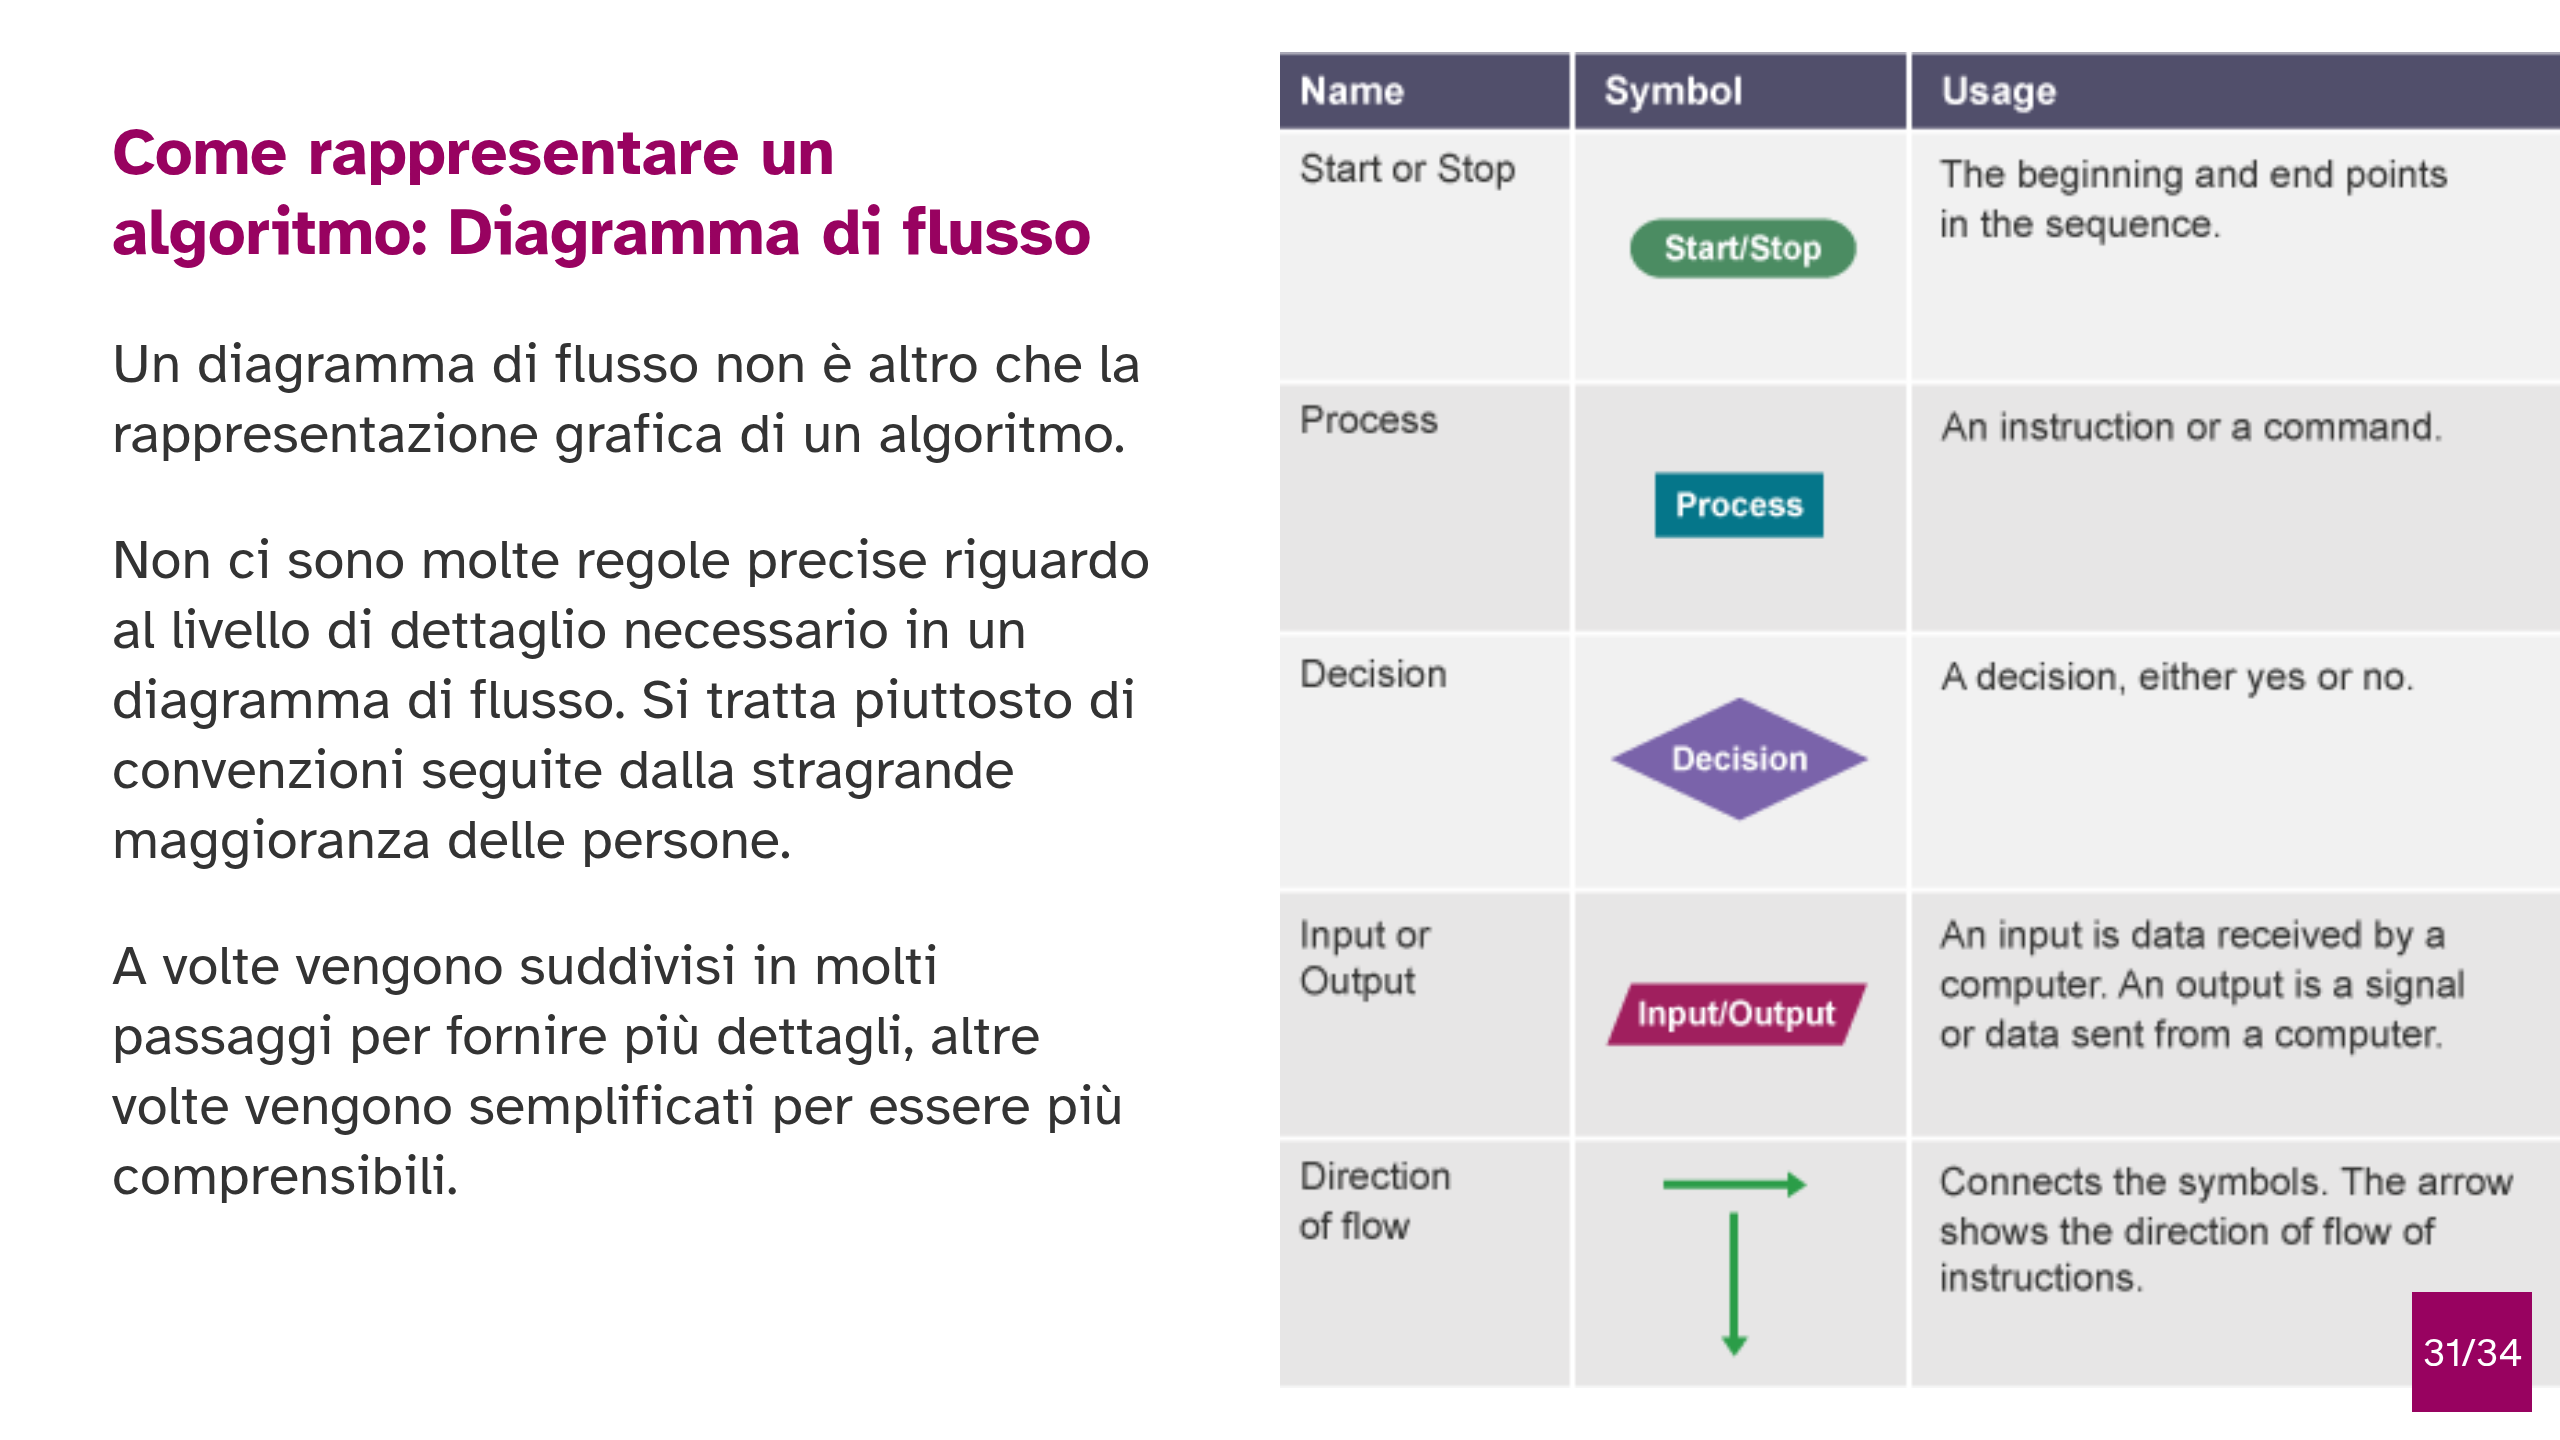 Come rappresentare un
algoritmo: Diagramma di flusso
Un diagramma di flusso non è altro che la
rappresentazione grafica di un algoritmo.
Non ci sono molte regole precise riguardo
al livello di dettaglio necessario in un
diagramma di flusso. Si tratta piuttosto di
convenzioni seguite dalla stragrande
maggioranza delle persone.
A volte vengono suddivisi in molti
passaggi per fornire più dettagli, altre
volte vengono semplificati per essere più
comprensibili.
Name Symbol Usage
Start or Stop
Start/Stop
The beginning and end points
in the sequence.
Process
Process
An instruction or a command.
Decision
Decision
A decision, either yes or no.
Input or
Output
Input/Output
An input is data received by a
computer. An output is a signal
or data sent from a computer.
Direction
of flow
Connects the symbols. The arrow
shows the direction of flow of
instructions.
31/34